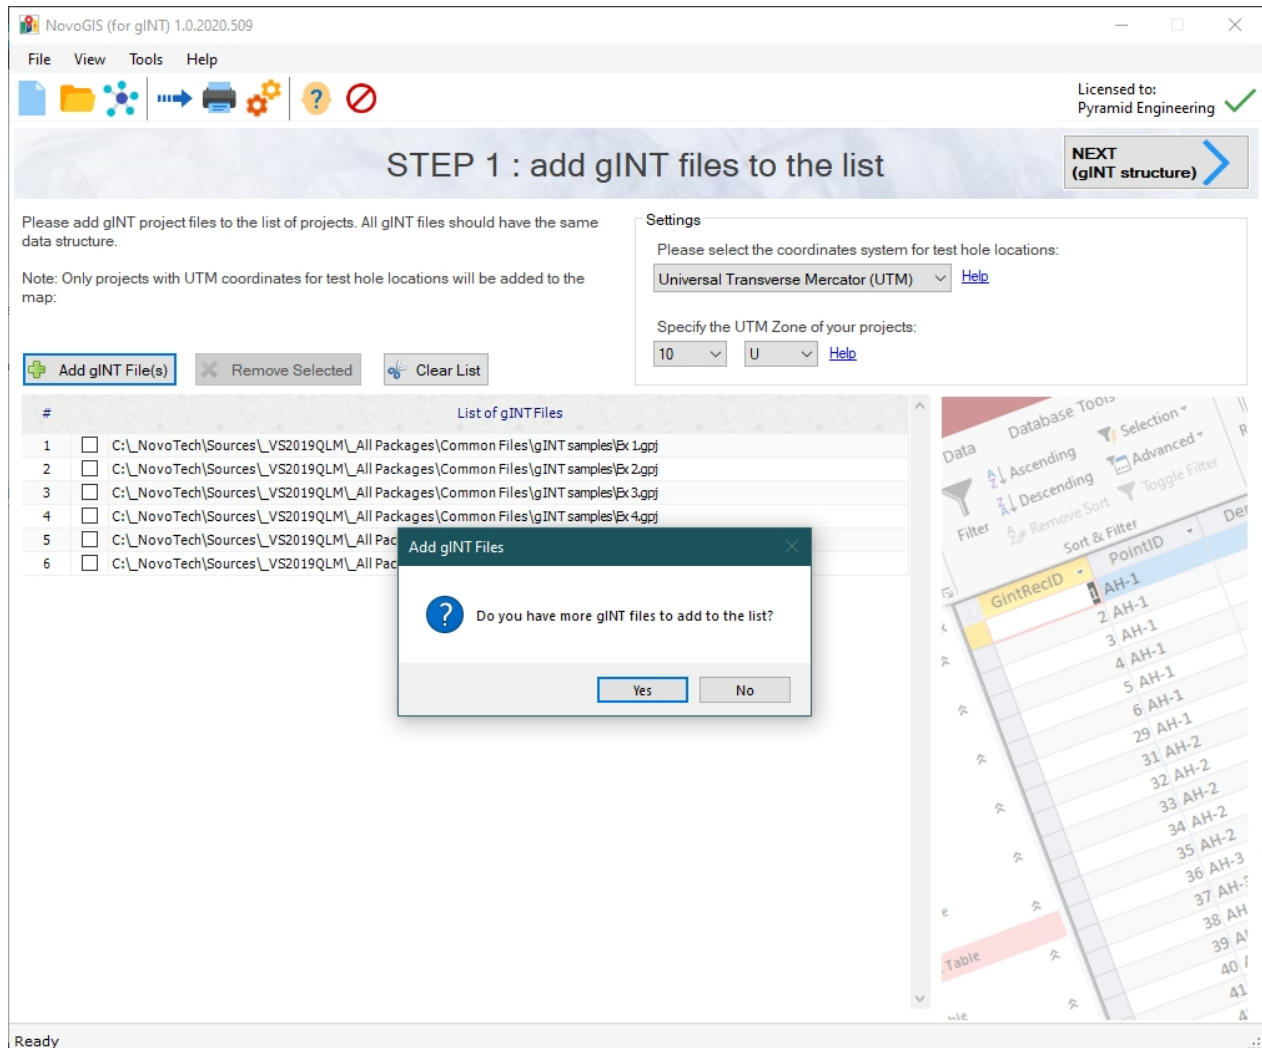 NovoGIS (for gINT) 1.0.2020.509
File View Tools Help
Licensed to:
Pyramid Engineering
STEP 1 : add gINT files to the list
NEXT
(gINT structure)
Please add gINT project files to the list of projects. All gINT files should have the same
data structure.
Note: Only projects with UTM coordinates for test hole locations will be added to the
map:
Settings
Please select the coordinates system for test hole locations:
Universal Transverse Mercator (UTM)
Help
Specify the UTM Zone of your projects:
10 U Help
Add gINT File(s) Remove Selected Clear List
# List of gINT Files
1 C:\_NovoTech\Sources\_VS2019QLM\_All Packages\Common Files\gINT samples\Ex 1.gpj
2 C:\_NovoTech\Sources\_VS2019QLM\_All Packages\Common Files\gINT samples\Ex 2.gpj
3 C:\_NovoTech\Sources\_VS2019QLM\_All Packages\Common Files\gINT samples\Ex 3.gpj
4 C:\_NovoTech\Sources\_VS2019QLM\_All Packages\Common Files\gINT samples\Ex 4.gpj
5 C:\_NovoTech\Sources\_VS2019QLM\_All Pac
6 C:\_NovoTech\Sources\_VS2019QLM\_All Pac
Add gINT Files
Do you have more gINT files to add to the list?
Yes No
Data Database Tools
Filter
Ascending
Descending
Remove Sort
Selection
Advanced
Toggle Filter
Sort & Filter
GintRecID PointID
1 AH-1
2 AH-1
3 AH-1
4 AH-1
5 AH-1
6 AH-1
29 AH-1
31 AH-2
32 AH-2
33 AH-2
34 AH-2
35 AH-2
36 AH-3
37 AH-
38 AH
39
40
41
Table
Ready